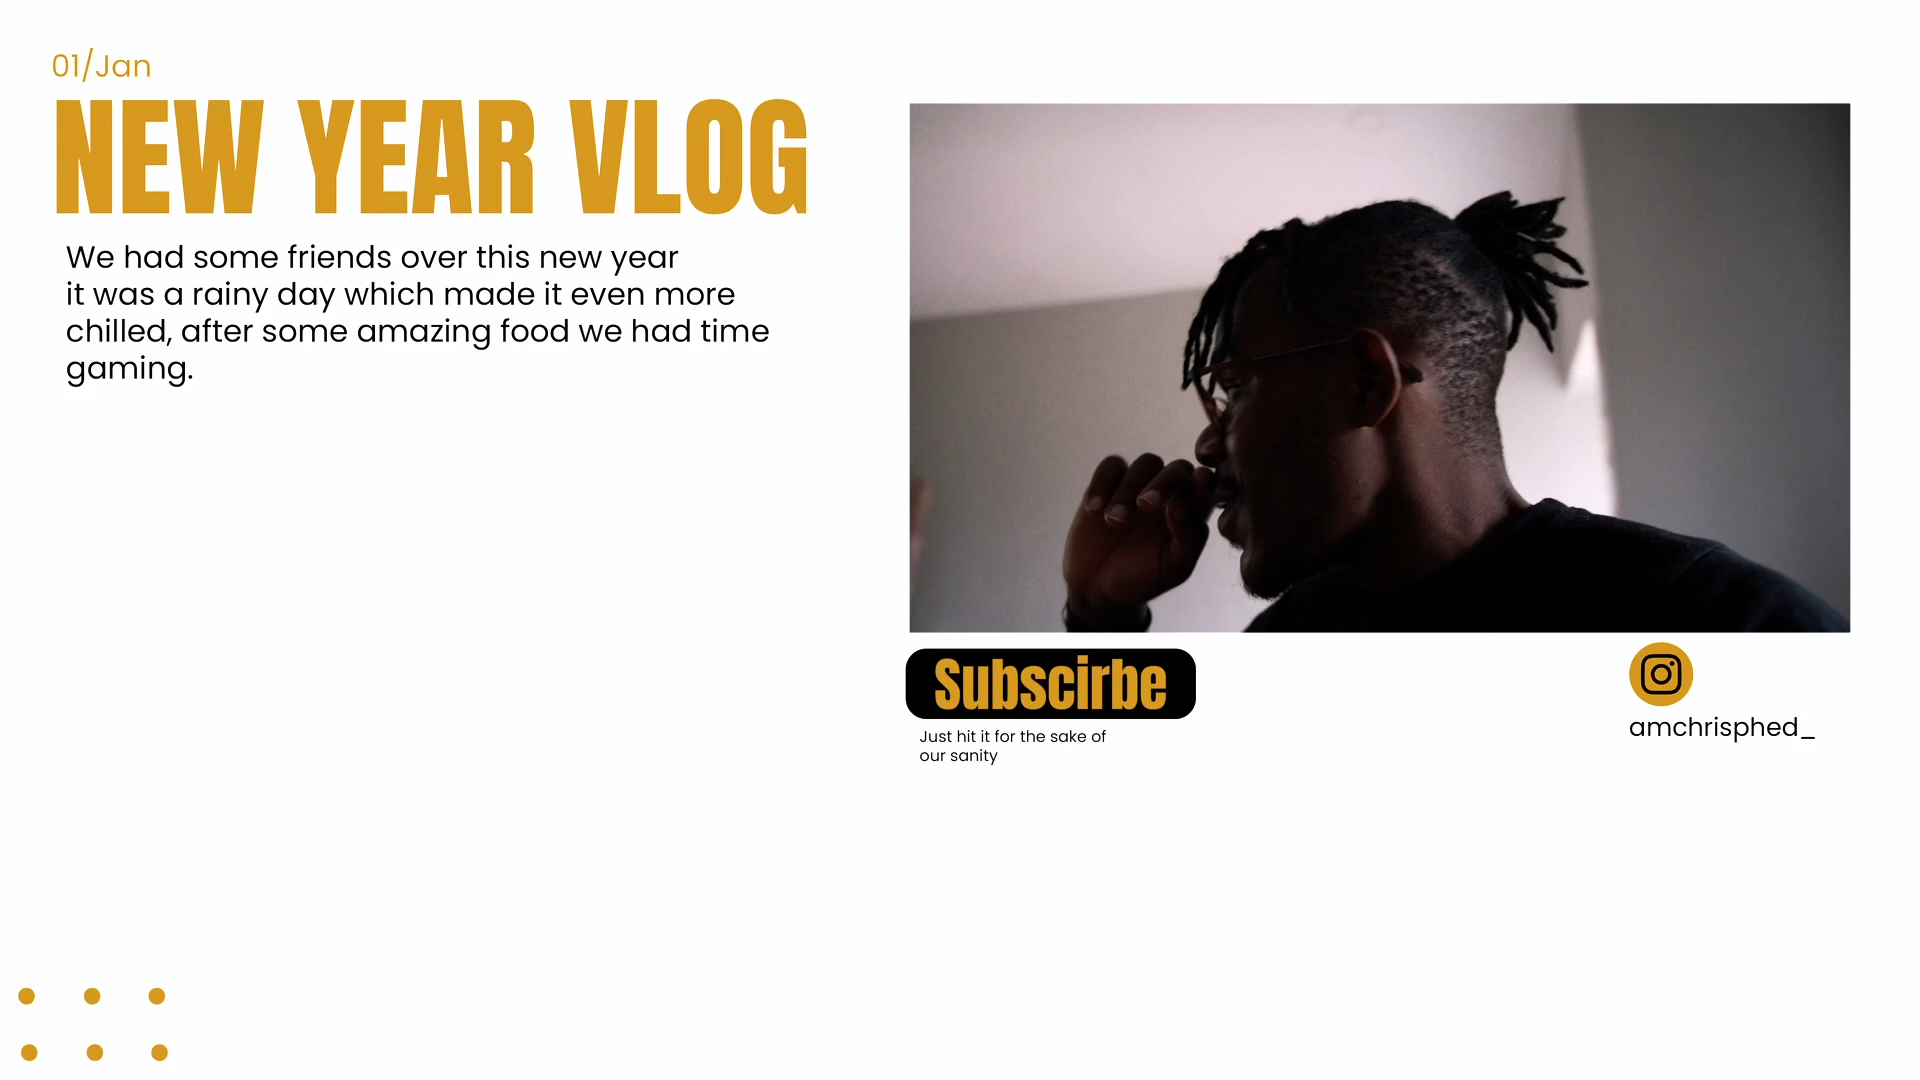 01/Jan
NEW YEAR VLOG
We had some friends over this new year
it was a rainy day which made it even more
chilled, after some amazing food we had time
gaming.
Subscirbe
Just hit it for the sake of
our sanity
amchrisphed_